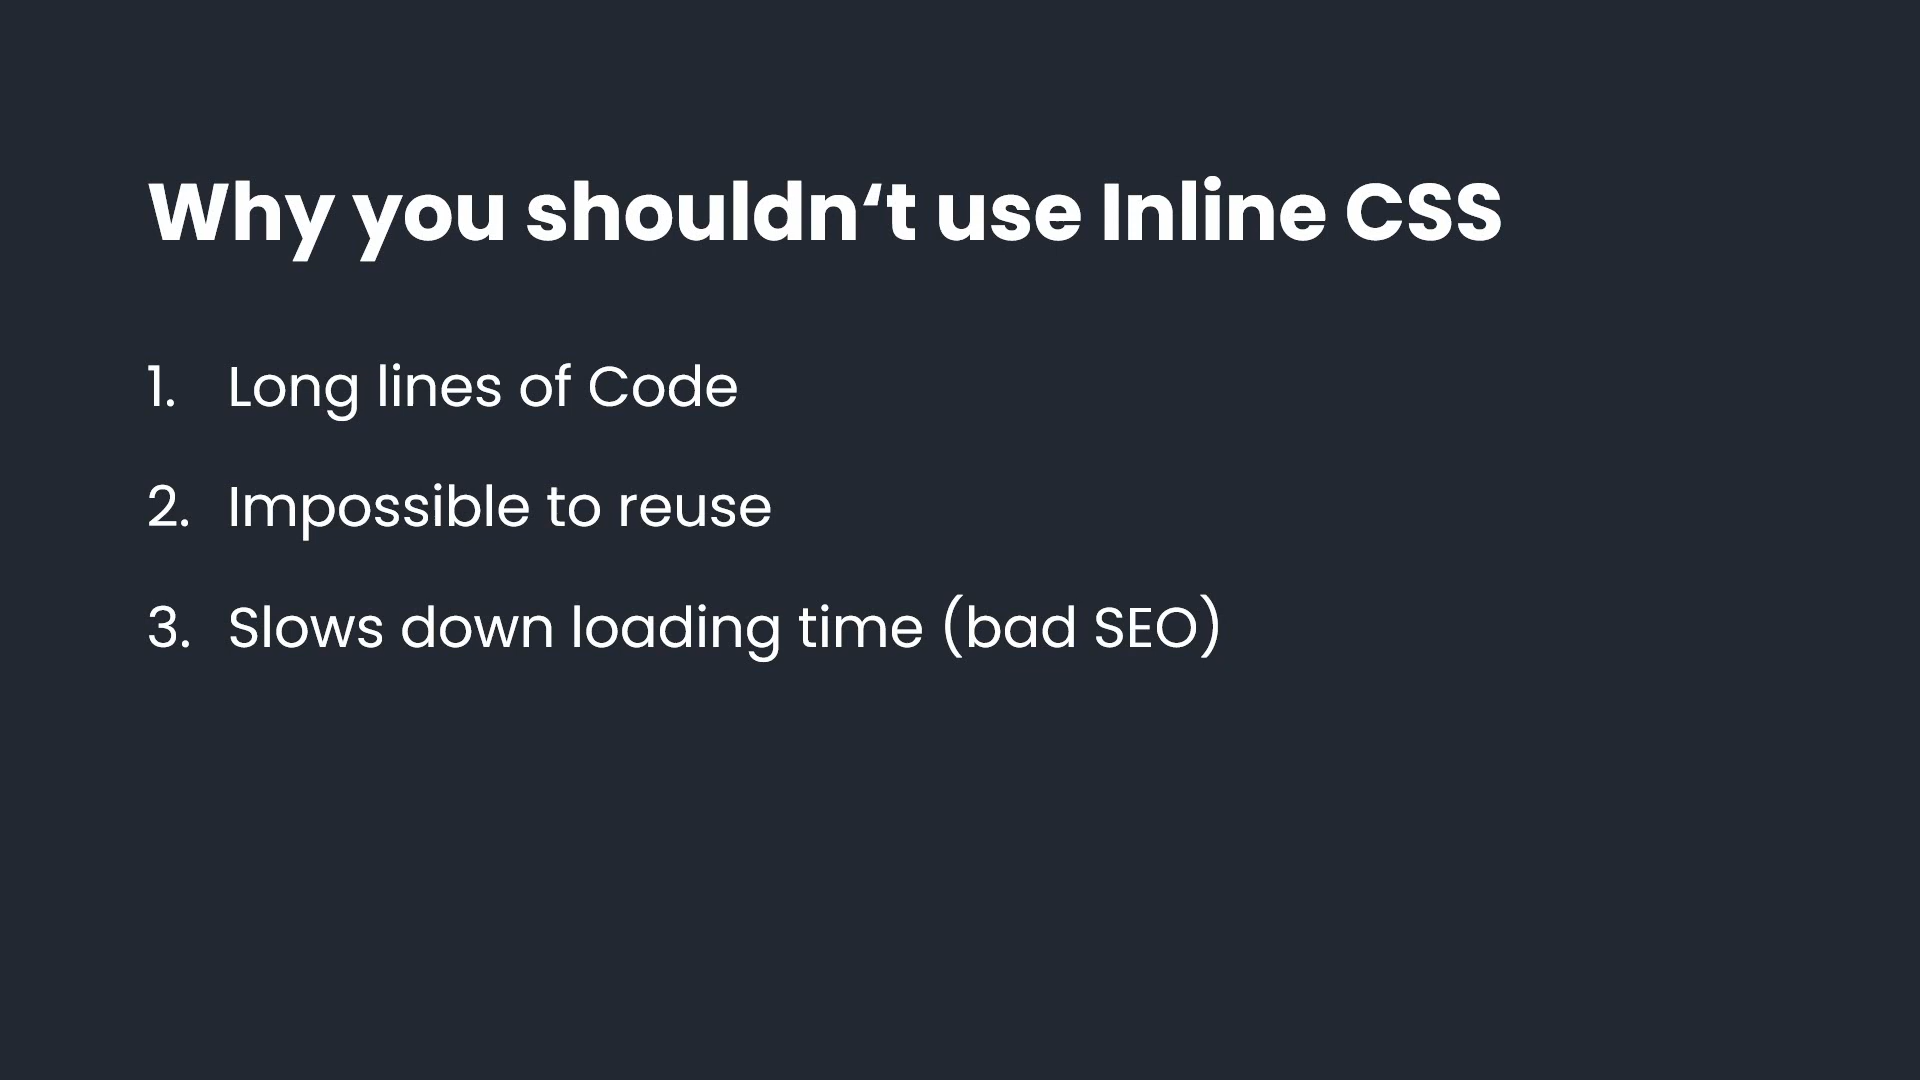 Why you shouldn‘t use Inline CSS
1. Long lines of Code
2. Impossible to reuse
3. Slows down loading time (bad SEO)